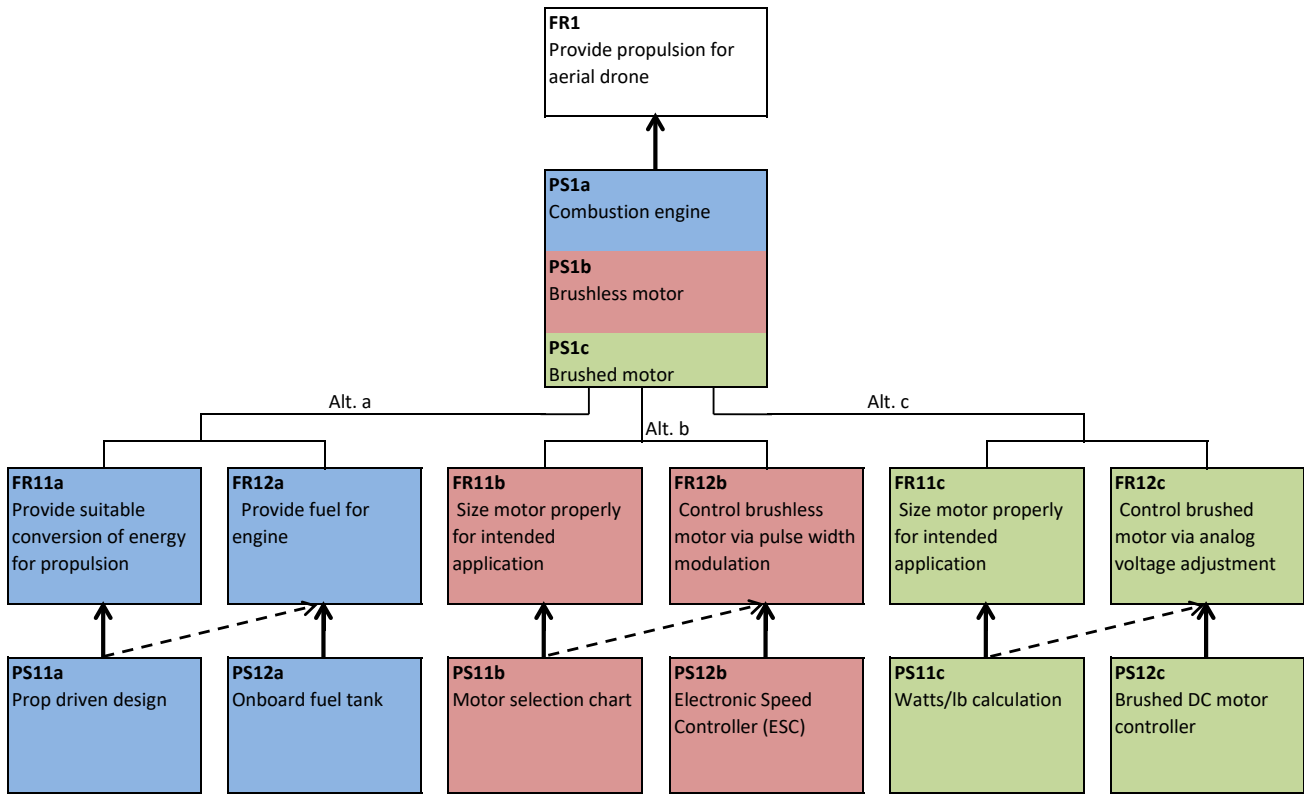 FR1
Provide propulsion for
aerial drone
PS1a
Combustion engine
PS1b
Brushless motor
PS1c
Brushed motor
Alt. a
Alt. b
Alt. c
FR11a
Provide suitable
conversion of energy
for propulsion
FR12a
Provide fuel for
engine
FR11b
Size motor properly
for intended
application
FR12b
Control brushless
motor via pulse width
modulation
FR11c
Size motor properly
for intended
application
FR12c
Control brushed
motor via analog
voltage adjustment
PS11a
Prop driven design
PS12a
Onboard fuel tank
PS11b
Motor selection chart
PS12b
Electronic Speed
Controller (ESC)
PS11c
Watts/lb calculation
PS12c
Brushed DC motor
controller